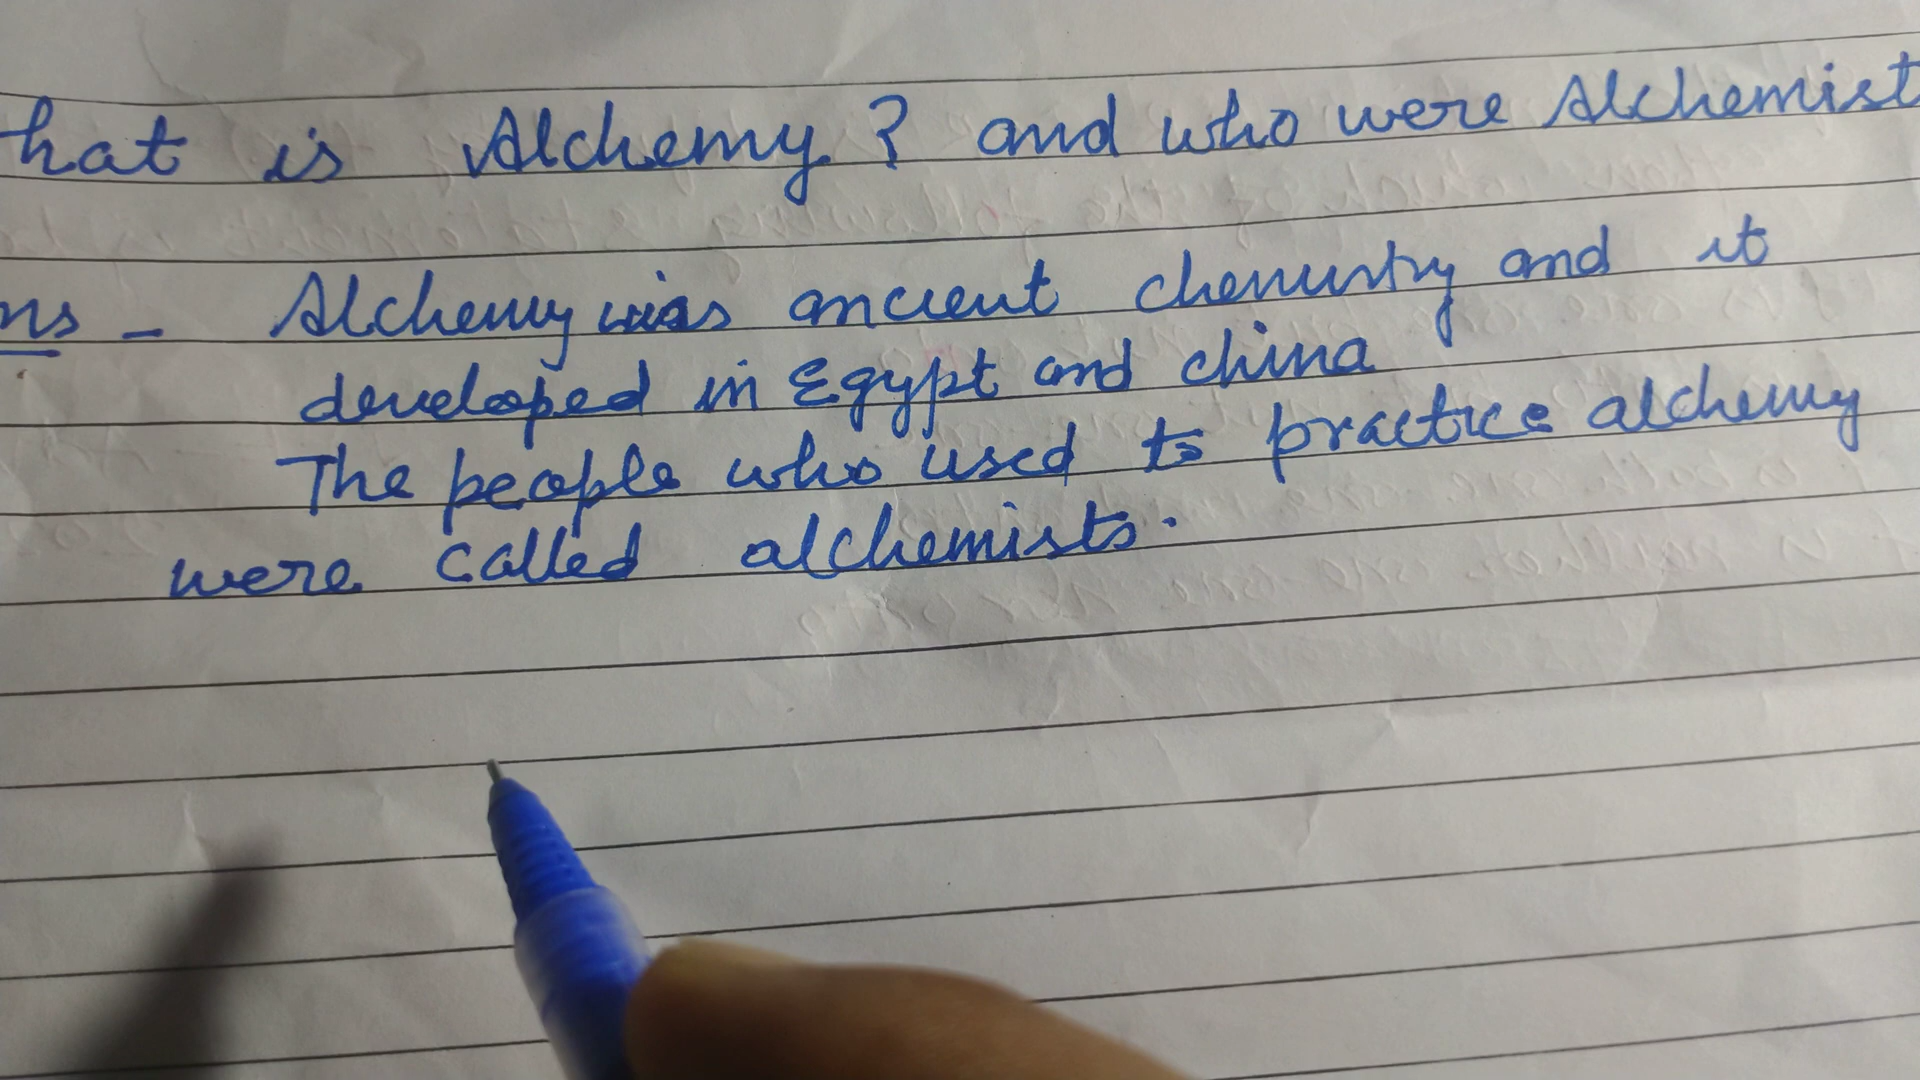 hat is Alchemy? and who were Alchemist
ns - Alchemy was ancient chemistry and it
developed in Egypt and china
The people who used to practice alchemy
were called alchemists.